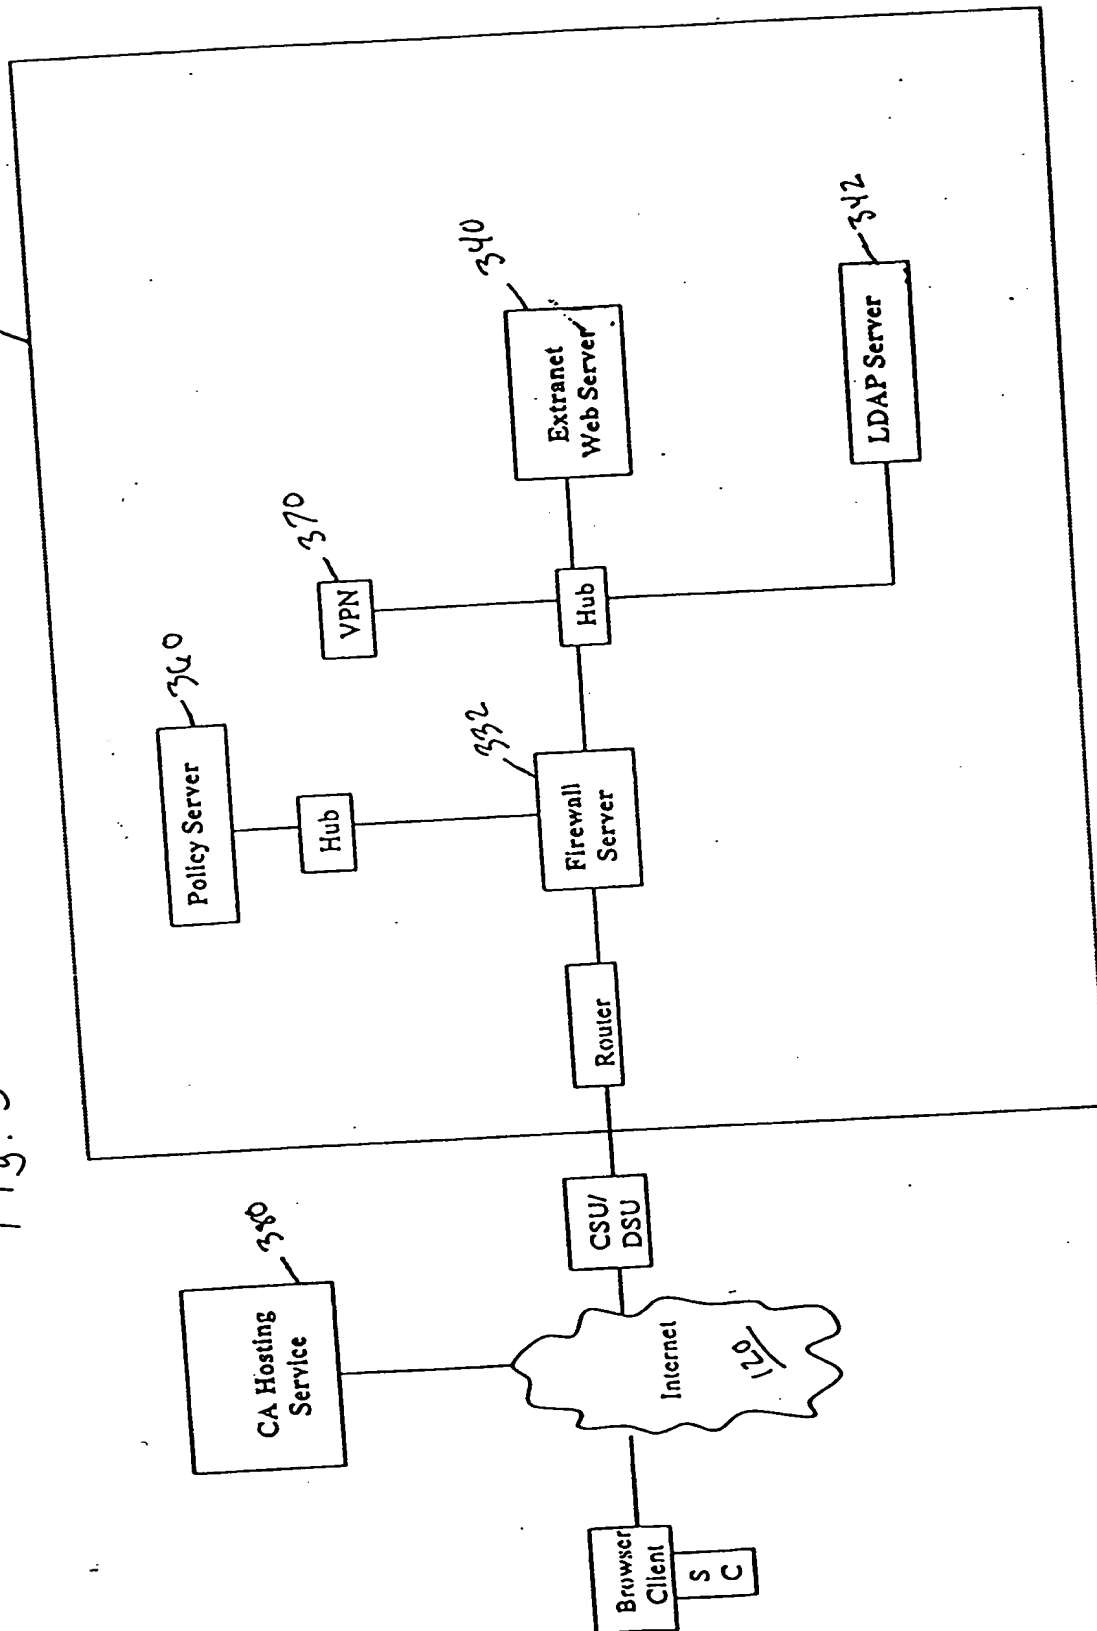 Fig.
360
Policy Server
380
CA Hosting
Service
Hub
370
VPN
332
340
Firewall
Server
Extranet
Web Server
Hub
Router
CSU/
DSU
Browser
Client
S
C
Internet
120
342
LDAP Server